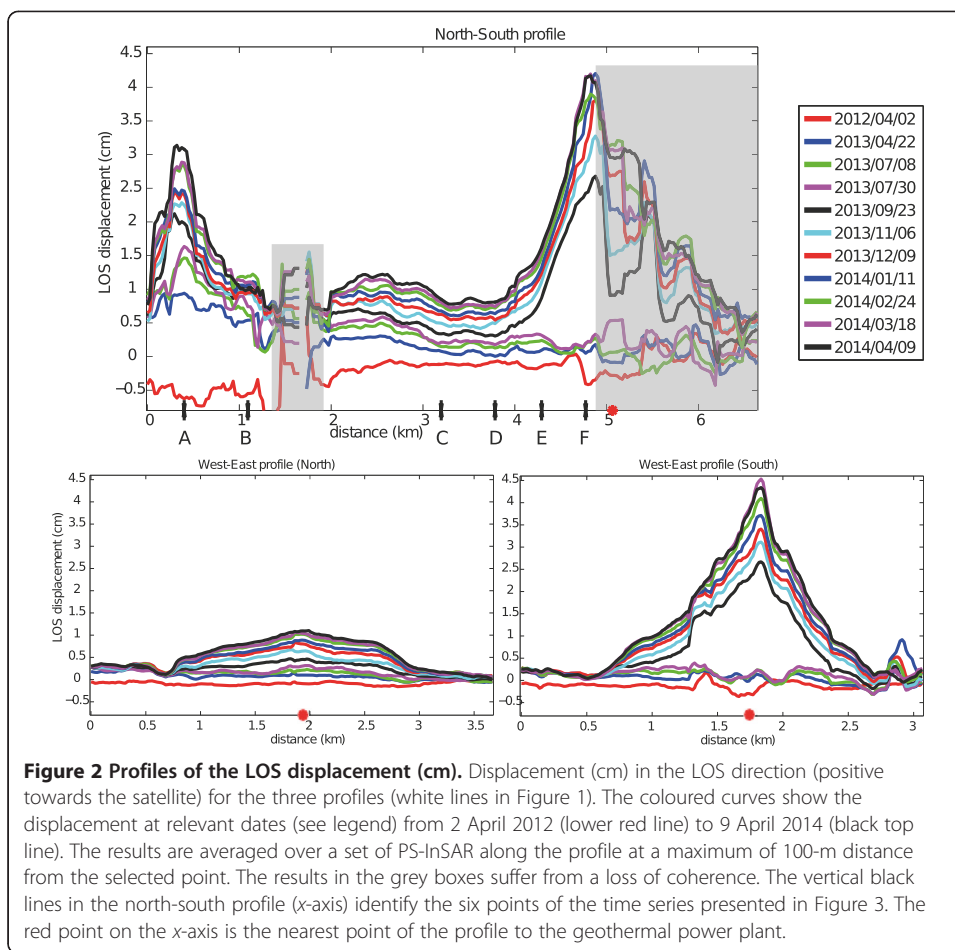 North-South profile
4.5
4
3.5
3
2.5
2
1.5
1
0.5
0
−0.5
LOS displacement (cm)
0 1 2 3 4 5 6
distance (km)
A B C D E F
2012/04/02
2013/04/22
2013/07/08
2013/07/30
2013/09/23
2013/11/06
2013/12/09
2014/01/11
2014/02/24
2014/03/18
2014/04/09
West-East profile (North)
4.5
4
3.5
3
2.5
2
1.5
1
0.5
0
−0.5
LOS displacement (cm)
0 0.5 1 1.5 2 2.5 3 3.5
distance (km)
West-East profile (South)
4.5
4
3.5
3
2.5
2
1.5
1
0.5
0
−0.5
0 0.5 1 1.5 2 2.5 3
distance (km)
Figure 2 Profiles of the LOS displacement (cm). Displacement (cm) in the LOS direction (positive
towards the satellite) for the three profiles (white lines in Figure 1). The coloured curves show the
displacement at relevant dates (see legend) from 2 April 2012 (lower red line) to 9 April 2014 (black top
line). The results are averaged over a set of PS-InSAR along the profile at a maximum of 100-m distance
from the selected point. The results in the grey boxes suffer from a loss of coherence. The vertical black
lines in the north-south profile (x-axis) identify the six points of the time series presented in Figure 3. The
red point on the x-axis is the nearest point of the profile to the geothermal power plant.